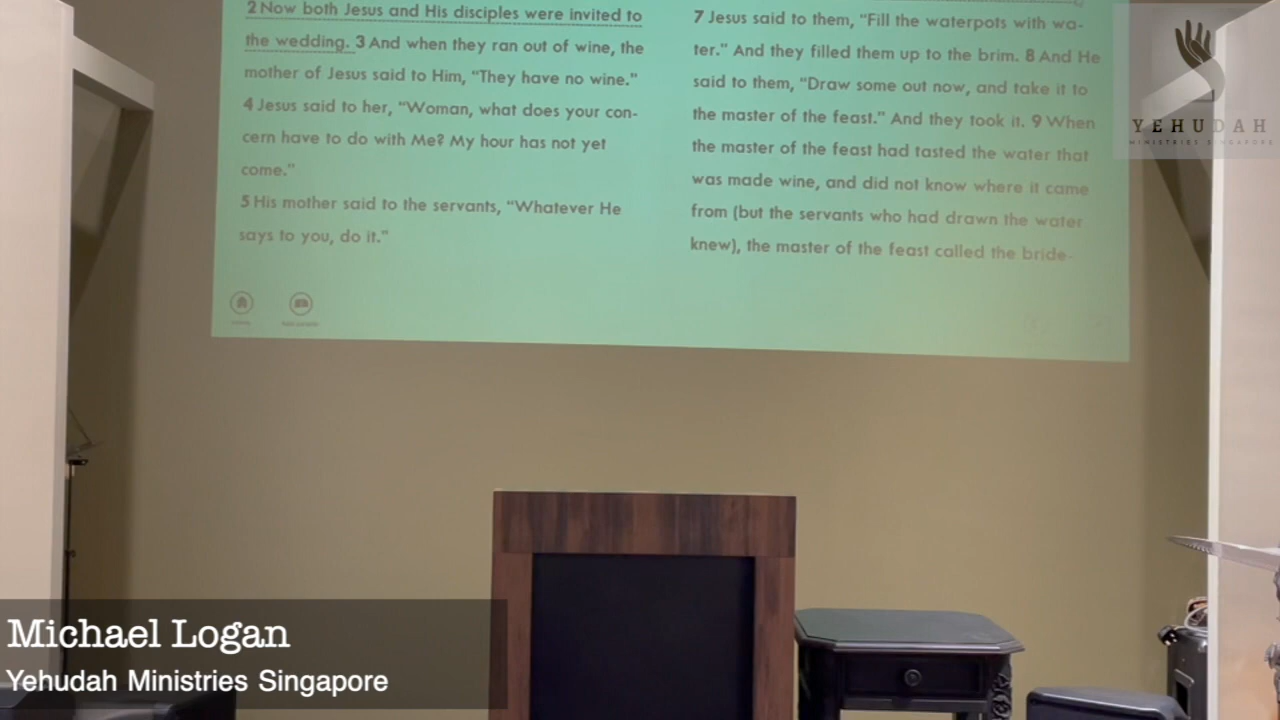 2 Now both Jesus and His disciples were invited to
the wedding. 3 And when they ran out of wine, the
mother of Jesus said to Him, “They have no wine.”
4 Jesus said to her, “Woman, what does your con-
cern have to do with Me? My hour has not yet
come.”
5 His mother said to the servants, “Whatever He
says to you, do it.”
7 Jesus said to them, “Fill the waterpots with wa-
ter.” And they filled them up to the brim. 8 And He
said to them, “Draw some out now, and take it to
the master of the feast.” And they took it. 9 When
the master of the feast had tasted the water that
was made wine, and did not know where it came
from (but the servants who had drawn the water
knew), the master of the feast called the bride-
YEHUDAH
MINISTRIES SINGAPORE
Michael Logan
Yehudah Ministries Singapore